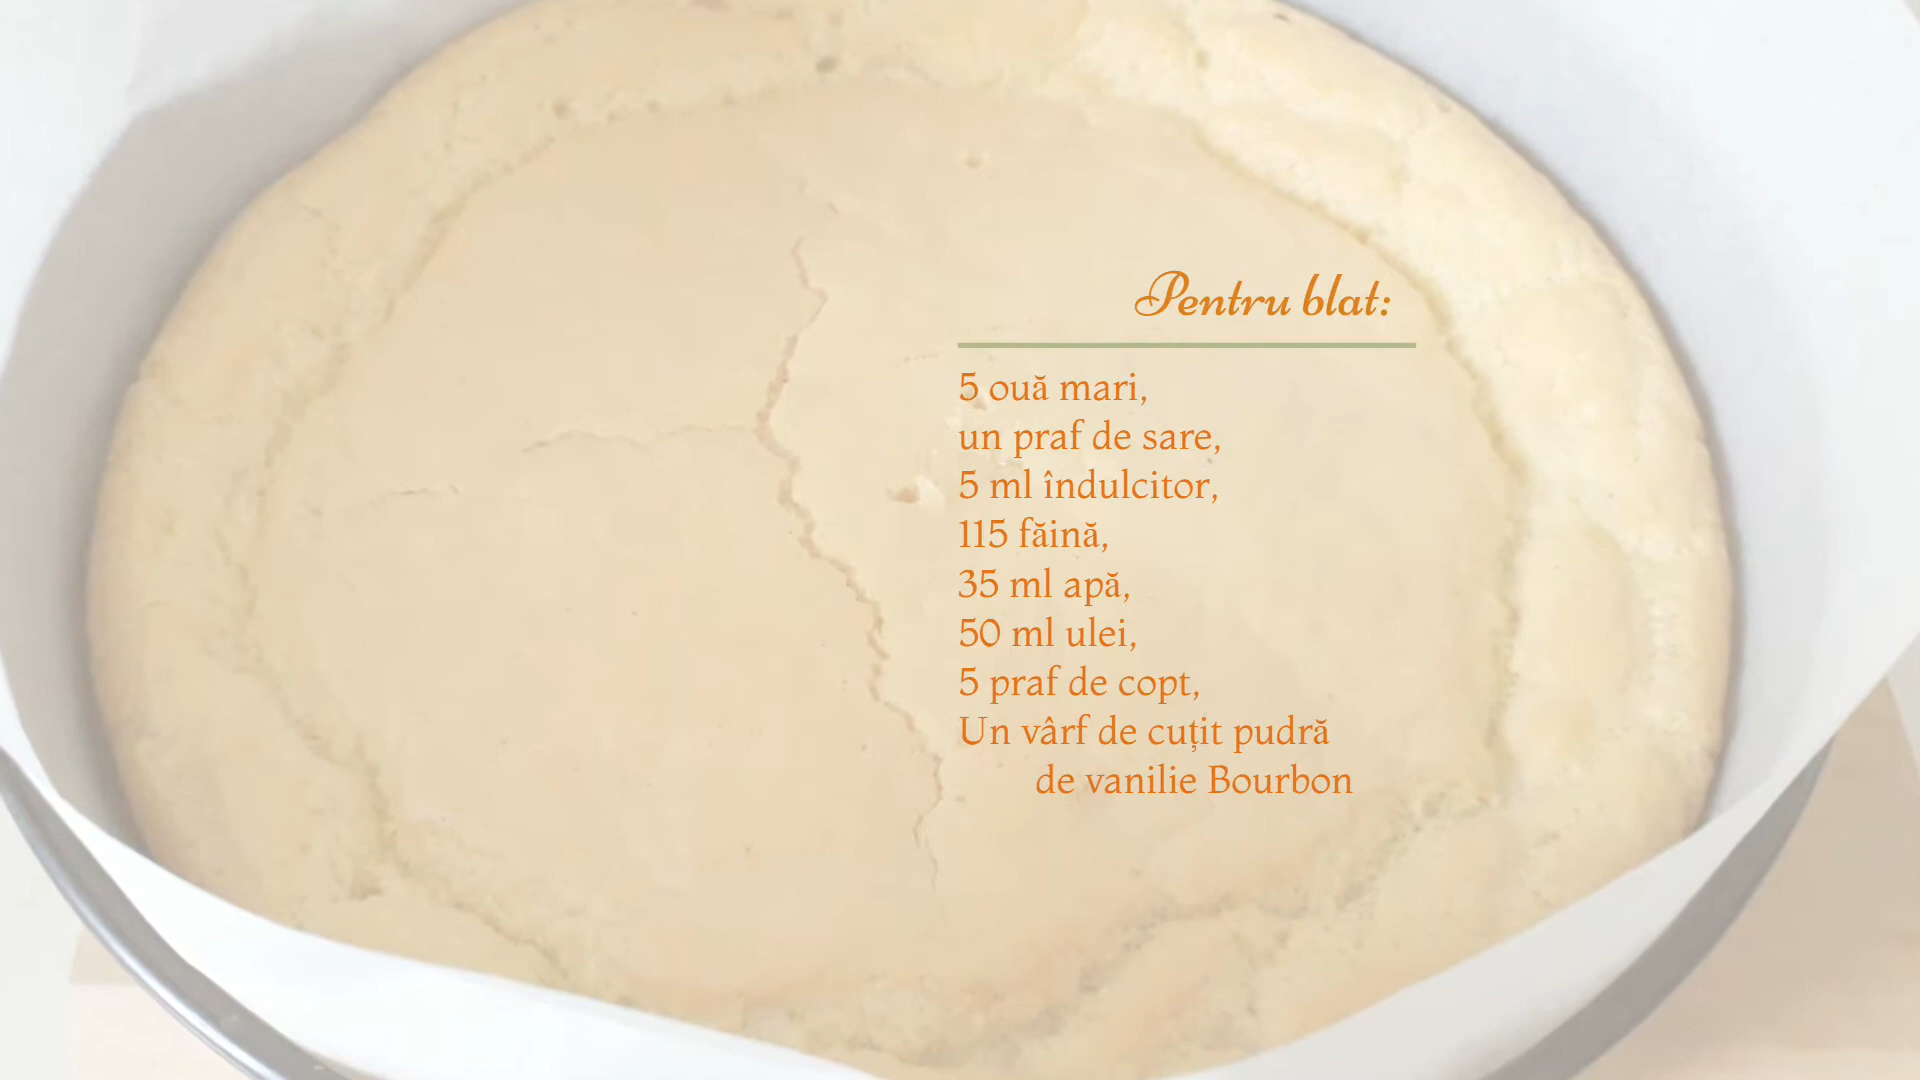 Pentru blat:
5 ouă mari,
un praf de sare,
5 ml îndulcitor,
115 făină,
35 ml apă,
50 ml ulei,
5 praf de copt,
Un vârf de cuțit pudră
de vanilie Bourbon